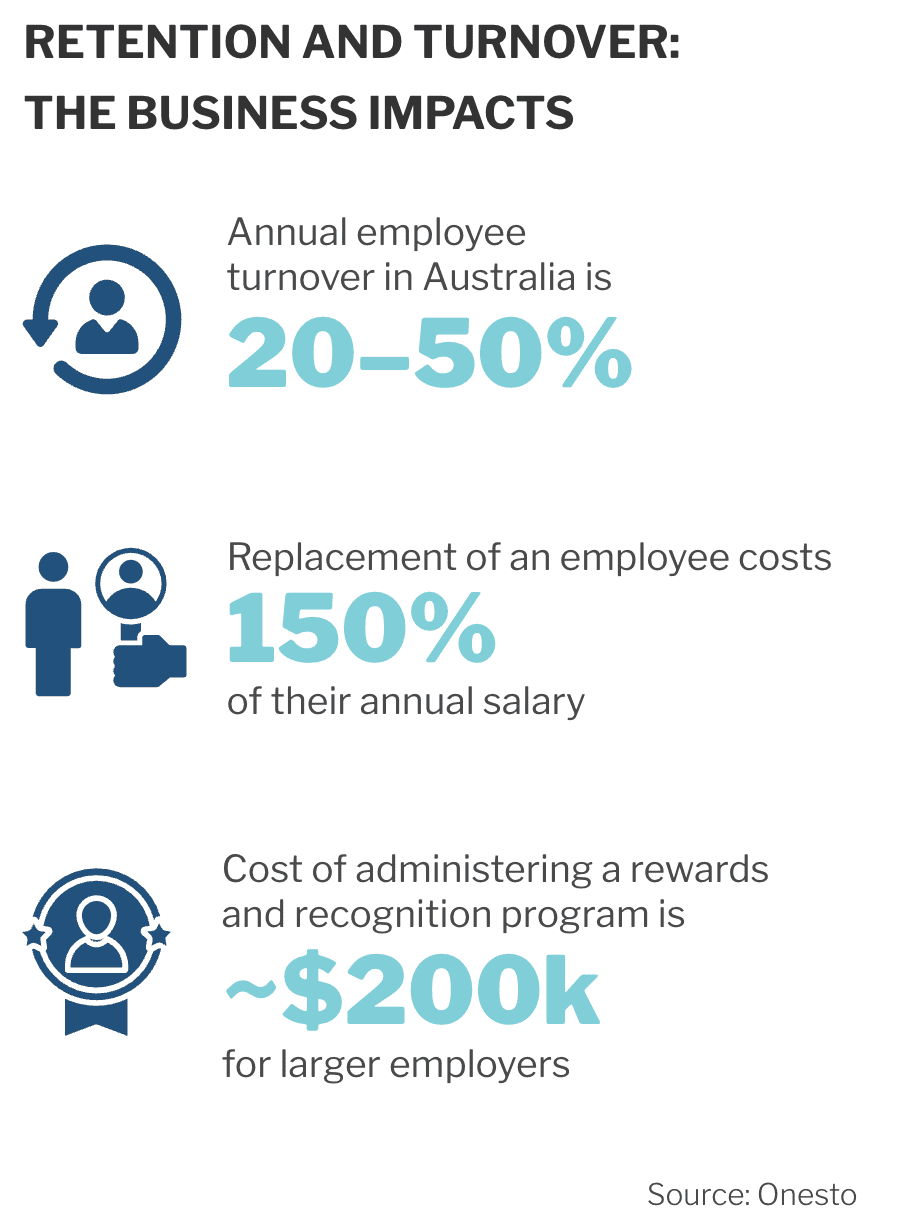 RETENTION AND TURNOVER:
THE BUSINESS IMPACTS
Annual employee
turnover in Australia is
20–50%
Replacement of an employee costs
150%
of their annual salary
Cost of administering a rewards
and recognition program is
~$200k
for larger employers
Source: Onesto